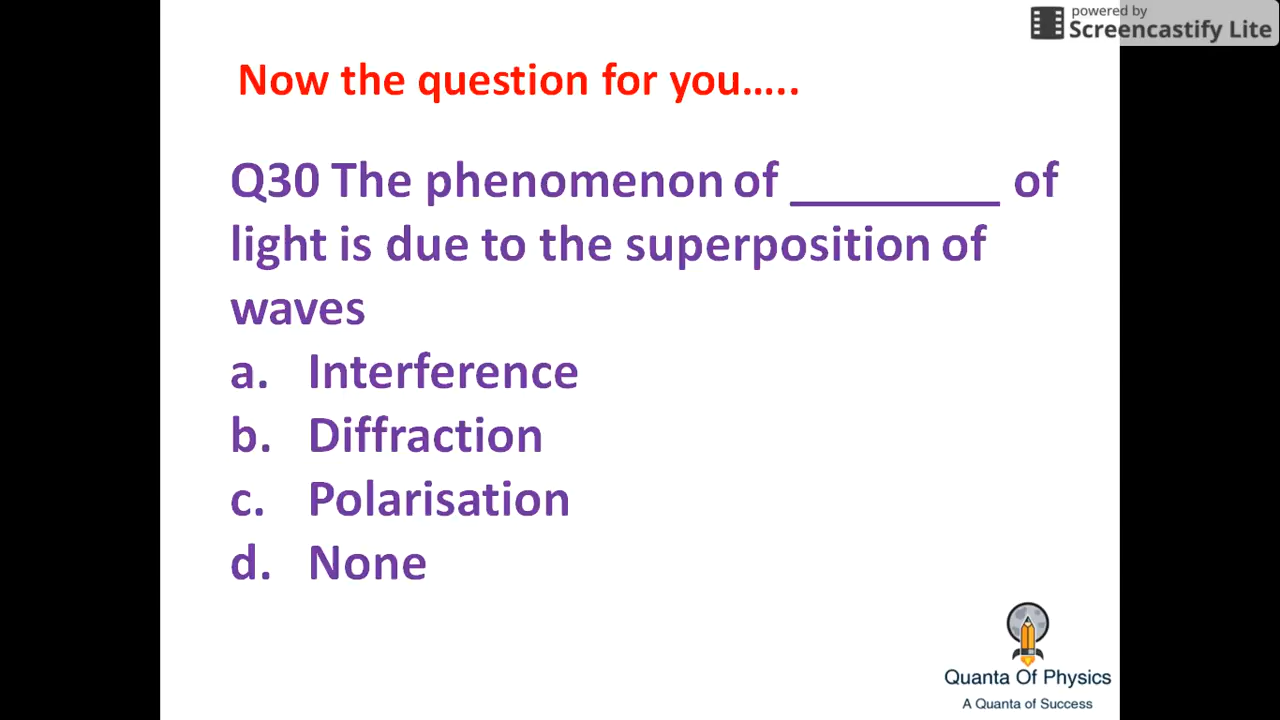 powered by
Screencastify Lite
Now the question for you.....
Q30 The phenomenon of ________ of
light is due to the superposition of
waves
a. Interference
b. Diffraction
c. Polarisation
d. None
Quanta Of Physics
A Quanta of Success